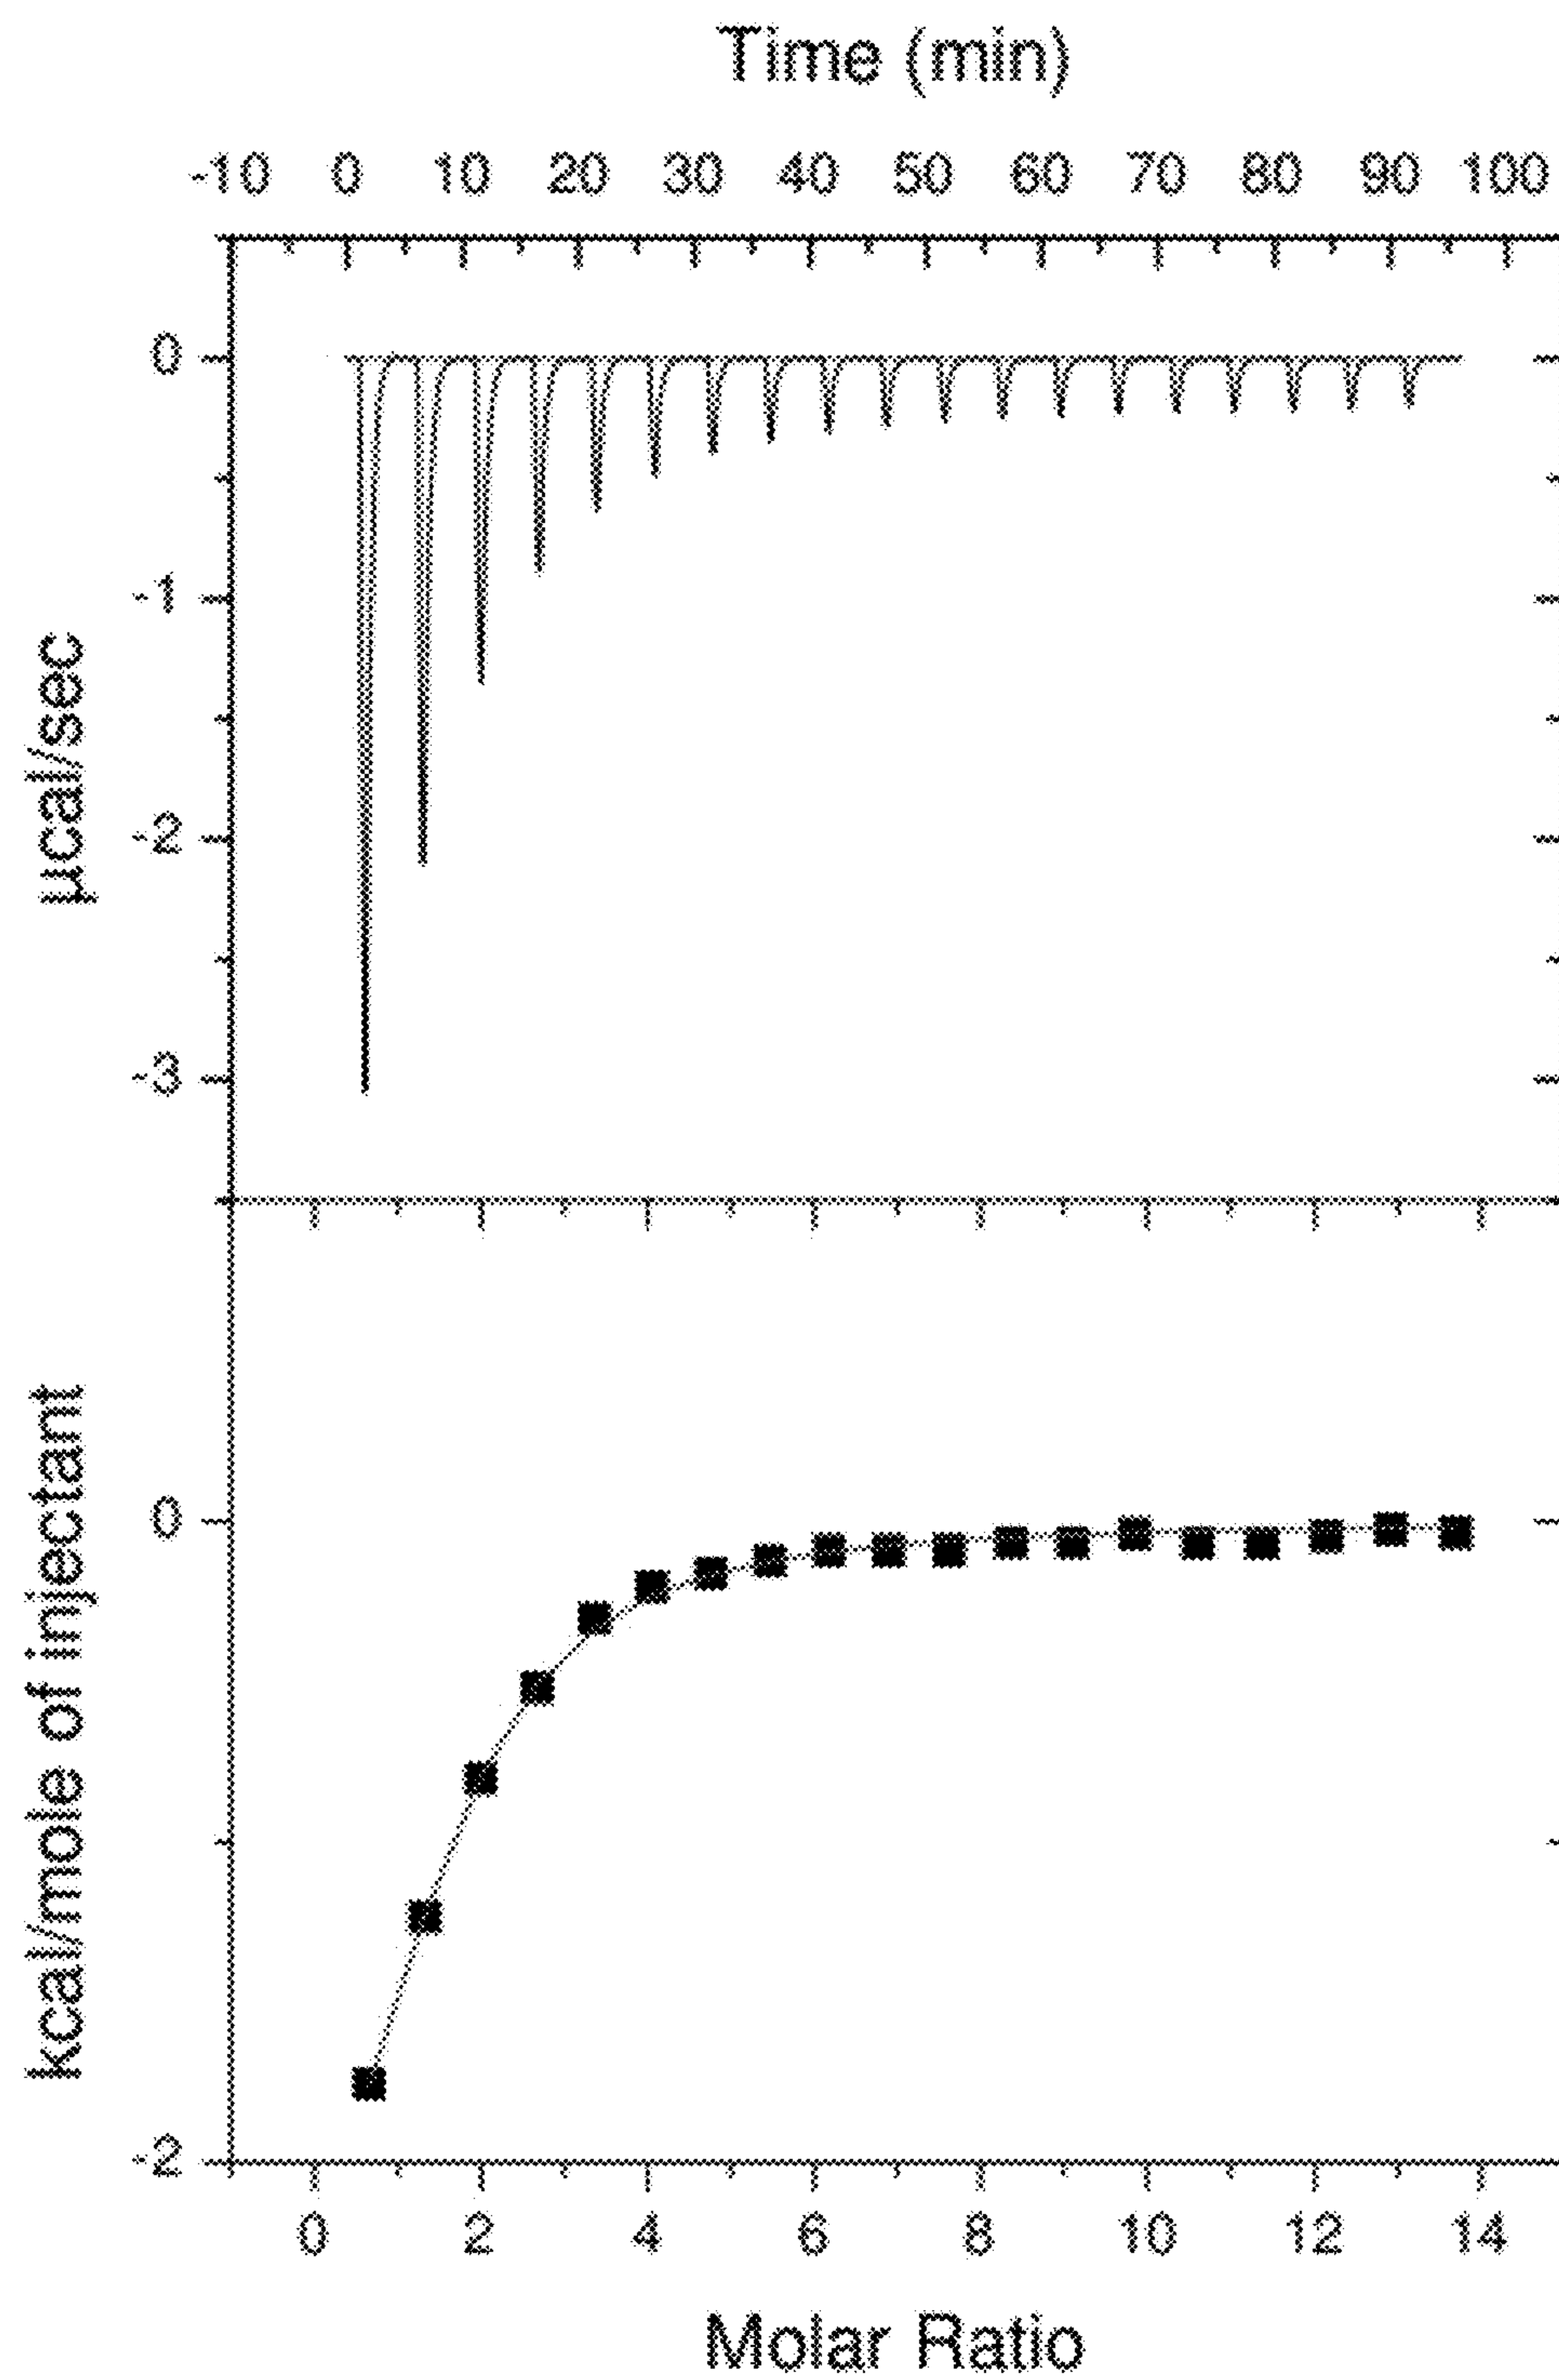 Time (min)
-10 0 10 20 30 40 50 60 70 80 90 100
0
-1
-2
-3
µcal/sec
0
-2
kcal/mole of injectant
0 2 4 6 8 10 12 14
Molar Ratio